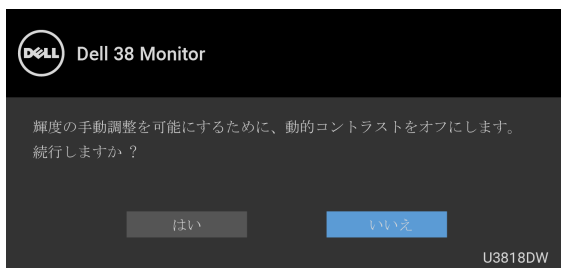 DELL Dell 38 Monitor
輝度の手動調整を可能にするために、動的コントラストをオフにします。
続行しますか ？
はい いいえ
U3818DW